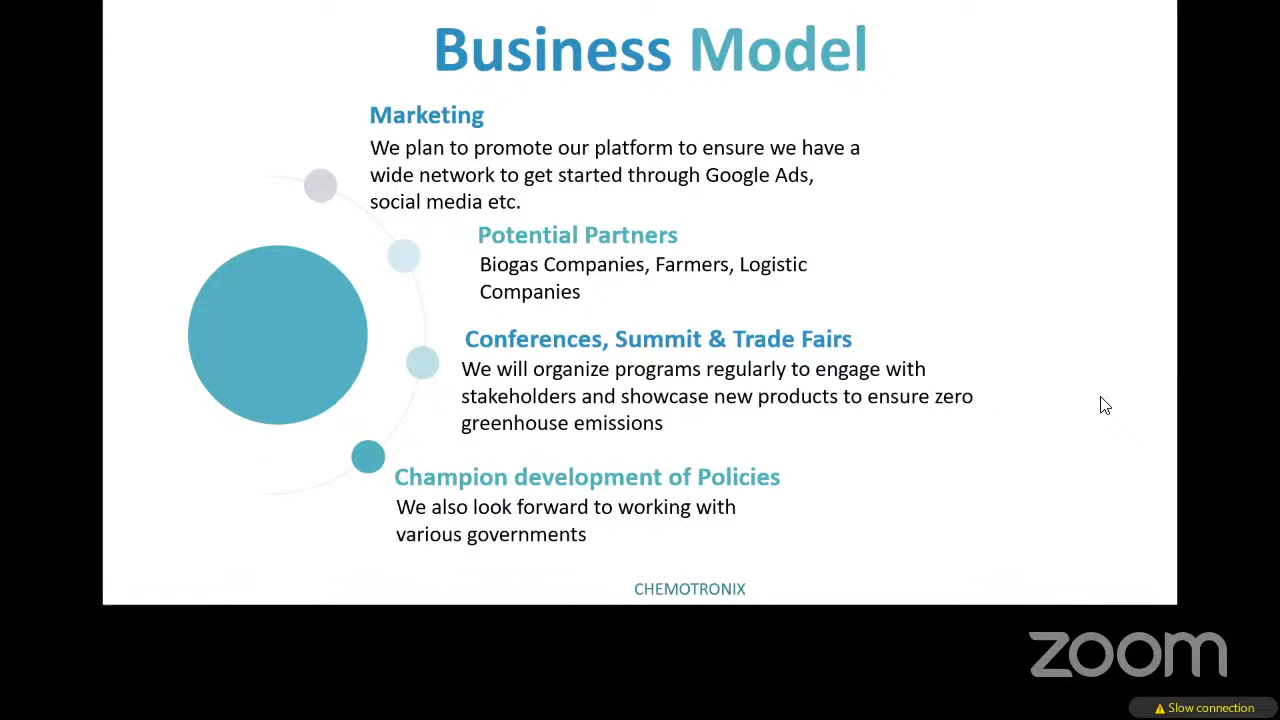 Business Model
Marketing
We plan to promote our platform to ensure we have a
wide network to get started through Google Ads,
social media etc.
Potential Partners
Biogas Companies, Farmers, Logistic
Companies
Conferences, Summit & Trade Fairs
We will organize programs regularly to engage with
stakeholders and showcase new products to ensure zero
greenhouse emissions
Champion development of Policies
We also look forward to working with
various governments
CHEMOTRONIX
zoom
Slow connection